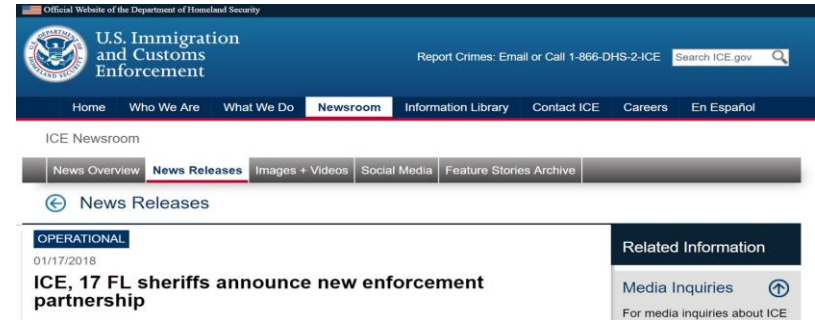 Official Website of the Department of Homeland Security
U.S. Immigration
and Customs
Enforcement
Report Crimes: Email or Call 1-866-DHS-2-ICE
Search ICE.gov
Home Who We Are What We Do Newsroom Information Library Contact ICE Careers En Español
ICE Newsroom
News Overview News Releases Images + Videos Social Media Feature Stories Archive
News Releases
OPERATIONAL
01/17/2018
ICE, 17 FL sheriffs announce new enforcement
partnership
Related Information
Media Inquiries
For media inquiries about ICE